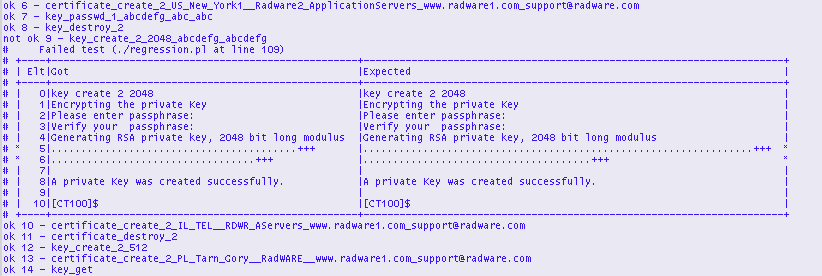 ok 6 - certificate_create_2_US_New_York1__Radware2_ApplicationServers_www.radware1.com_support@radware.com
ok 7 - key_passwd_1_abcdefg_abc_abc
ok 8 - key_destroy_2
not ok 9 - key_create_2_2048_abcdefg_abcdefg
#     Failed test (./regression.pl at line 109)
# +----+---------------------------------------------+---------------------------------------------------------+
# | Elt|Got                                          |Expected                                                 |
# +----+---------------------------------------------+---------------------------------------------------------+
# |   0|key create 2 2048                            |key create 2 2048                                        |
# |   1|Encrypting the private Key                   |Encrypting the private Key                               |
# |   2|Please enter passphrase:                     |Please enter passphrase:                                 |
# |   3|Verify your  passphrase:                     |Verify your  passphrase:                                 |
# |   4|Generating RSA private key, 2048 bit long modulus  |Generating RSA private key, 2048 bit long modulus  |
# *   5|...........................................+++  |.......................................................................+++  *
# *   6|....................................+++  |........................................+++  *
# |   7|                                             |                                                         |
# |   8|A private Key was created successfully.      |A private Key was created successfully.                  |
# |   9|                                             |                                                         |
# |  10|[CT100]$                                     |[CT100]$                                                 |
# +----+---------------------------------------------+---------------------------------------------------------+
ok 10 - certificate_create_2_IL_TEL__RDWR_AServers_www.radware1.com_support@radware.com
ok 11 - certificate_destroy_2
ok 12 - key_create_2_512
ok 13 - certificate_create_2_PL_Tarn_Gory__RadWARE__www.radware1.com_support@radware.com
ok 14 - key_get